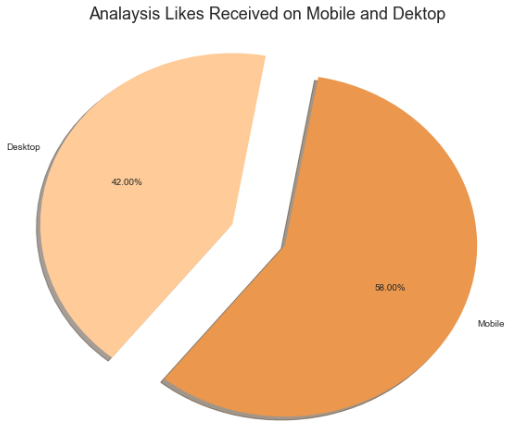 Analaysis Likes Received on Mobile and Dektop
Desktop
42.00%
58.00%
Mobile